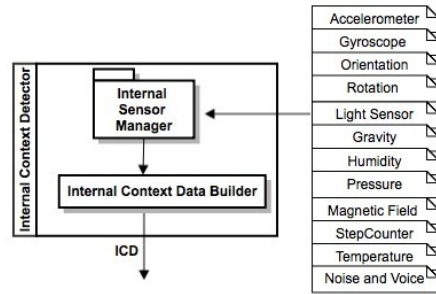 Internal Context Detector
Internal
Sensor
Manager
Internal Context Data Builder
ICD
Accelerometer
Gyroscope
Orientation
Rotation
Light Sensor
Gravity
Humidity
Pressure
Magnetic Field
StepCounter
Temperature
Noise and Voice